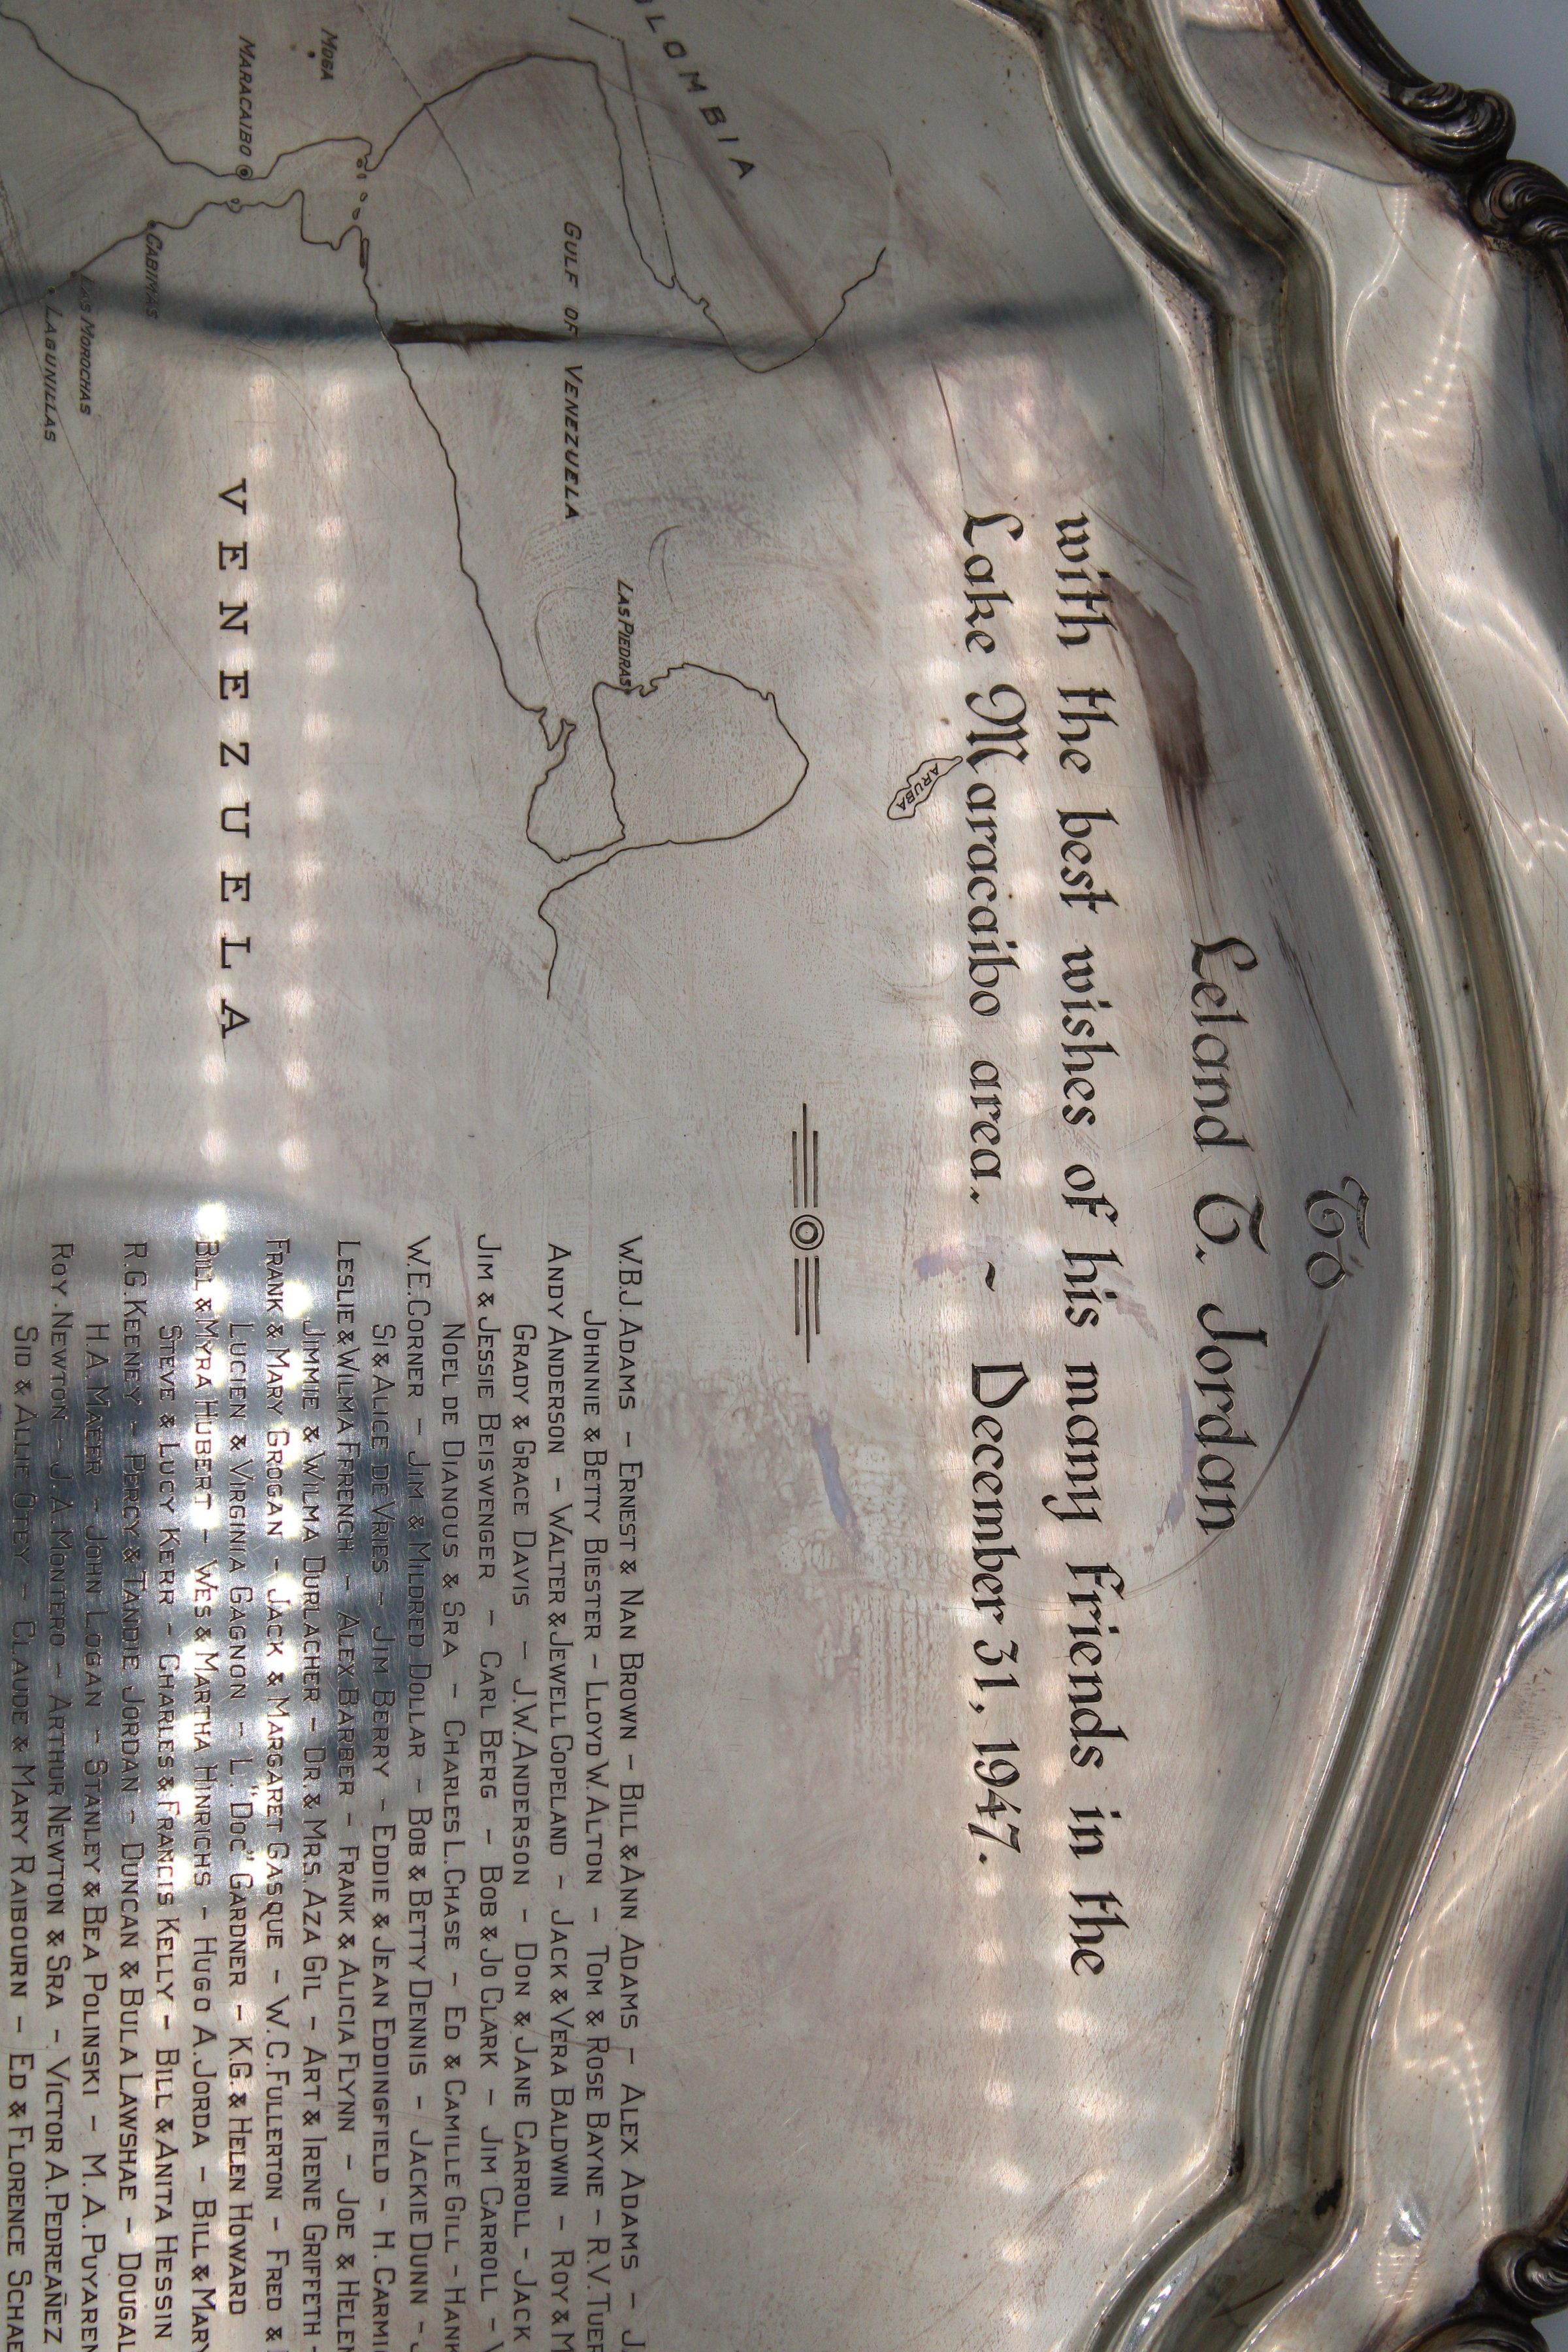 To
Leland T. Jordan
with the best wishes of his many friends in the
Lake Maracaibo area. ~ December 31, 1947.
ARUBA
LOMBIA
GULF OF VENEZUELA
LAS PIEDRAS
MOGA
MARACAIBO
CABIMAS
LAS MOROCHAS
LAGUNILLAS
VENEZUELA
W.B.J. ADAMS – ERNEST & NAN BROWN – BILL & ANN ADAMS – ALEX ADAMS – J.
JOHNNIE & BETTY BIESTER – LLOYD W. ALTON – TOM & ROSE BAYNE – R.V. TUER
ANDY ANDERSON – WALTER & JEWELL COPELAND – JACK & VERA BALDWIN – ROY & M
GRADY & GRACE DAVIS – J.W. ANDERSON – DON & JANE CARROLL – JACK
JIM & JESSIE BEISWENGER – CARL BERG – BOB & JO CLARK – JIM CARROLL –
NOEL DE DIANOUS & SRA – CHARLES L. CHASE – ED & CAMILLE GILL – HANK
W.E. CORNER – JIM & MILDRED DOLLAR – BOB & BETTY DENNIS – JACKIE DUNN –
SI & ALICE DE VRIES – JIM BERRY – EDDIE & JEAN EDDINGFIELD – H. CARMI
LESLIE & WILMA FFRENCH – ALEX BARBER – FRANK & ALICIA FLYNN – JOE & HELEN
JIMMIE & WILMA DURLACHER – DR. & MRS. AZA GIL – ART & IRENE GRIFFETH –
FRANK & MARY GROGAN – JACK & MARGARET GASQUE – W.C. FULLERTON – FRED &
LUCIEN & VIRGINIA GAGNON – L. "DOC" GARDNER – K.G. & HELEN HOWARD
BILL & MYRA HUBERT – WES & MARTHA HINRICHS – HUGO A. JORDA – BILL & MARY
STEVE & LUCY KERR – CHARLES & FRANCIS KELLY – BILL & ANITA HESSIN
R.G. KEENEY – PERCY & TANDIE JORDAN – DUNCAN & BULA LAWSHAE – DOUGAL
H.A. MAEER – JOHN LOGAN – STANLEY & BEA POLINSKI – M.A. PUYAREN
ROY NEWTON – J.A. MONTERO – ARTHUR NEWTON & SRA – VICTOR A. PEDREAÑEZ
SID & ALLIE OTEY – CLAUDE & MARY RAIBOURN – ED & FLORENCE SCHAE